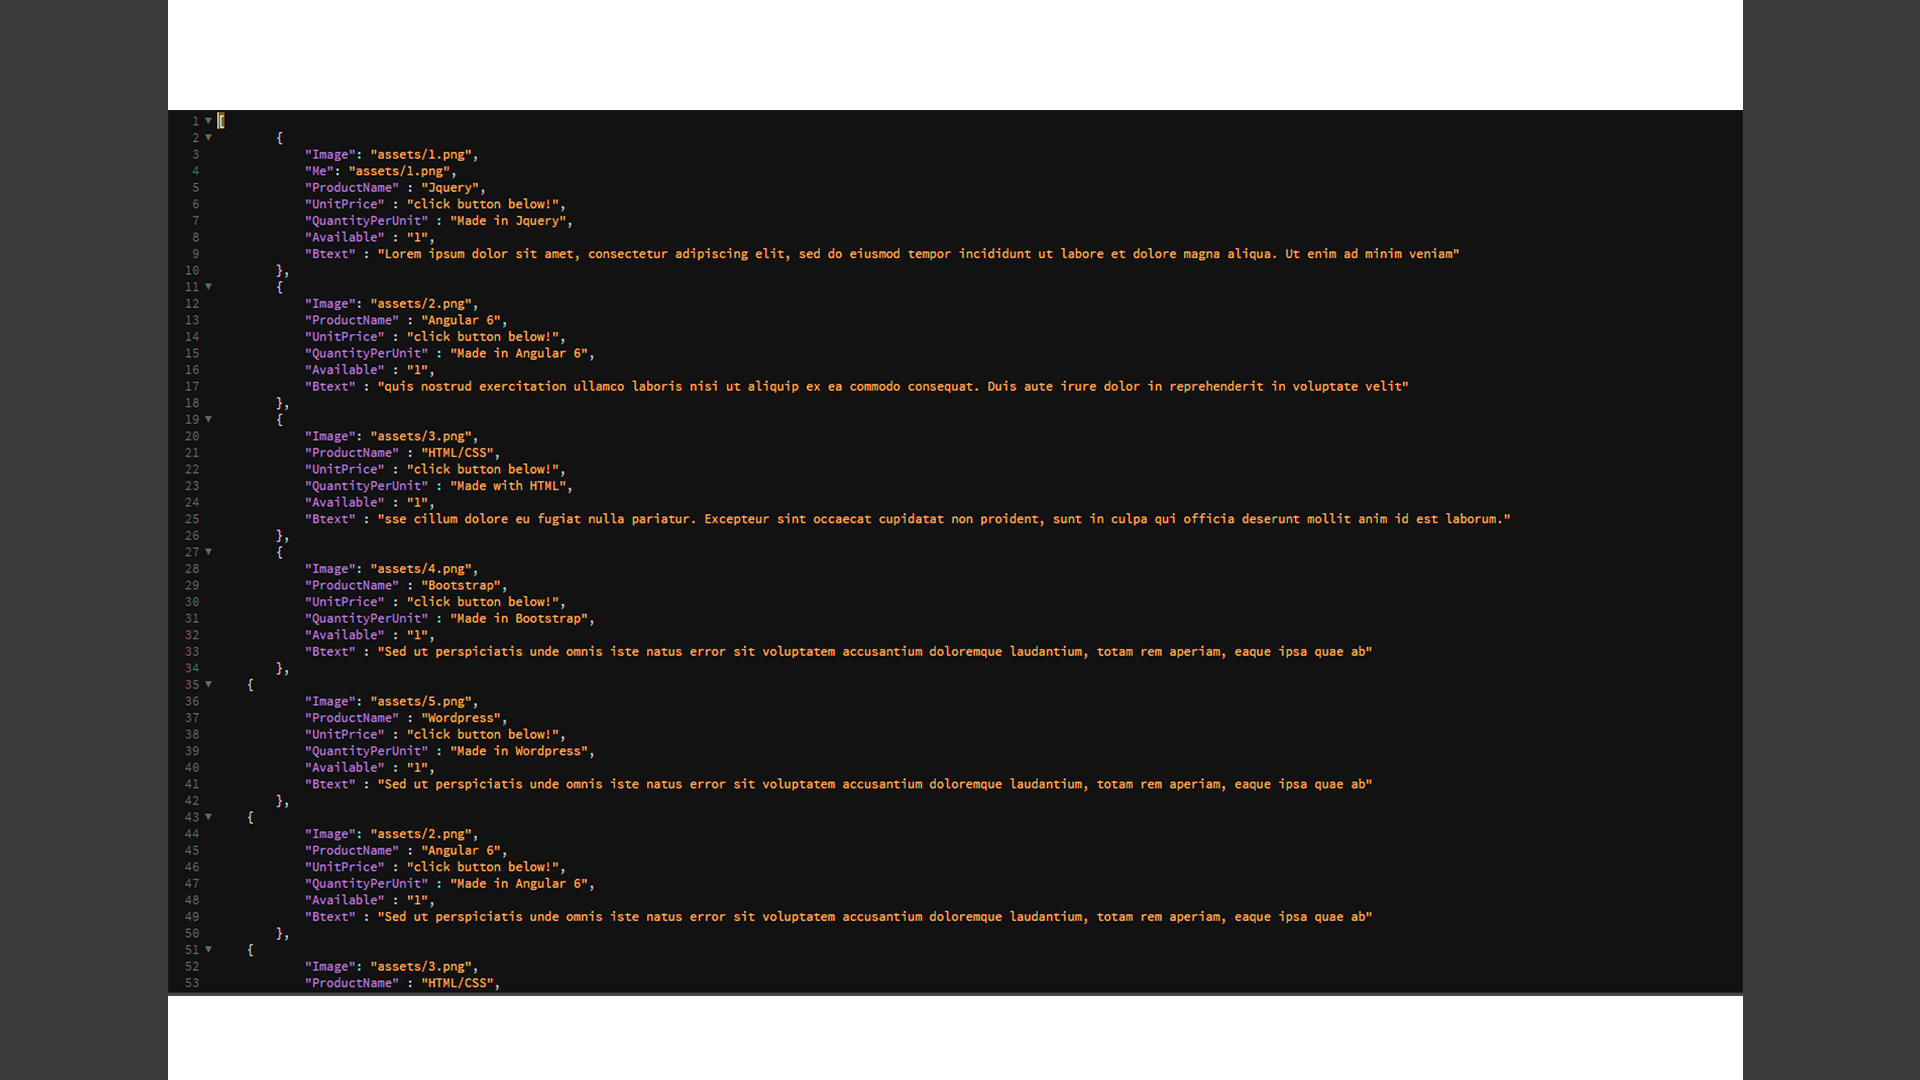 1 [
2 {
3 "Image": "assets/1.png",
4 "Me": "assets/1.png",
5 "ProductName" : "Jquery",
6 "UnitPrice" : "click button below!",
7 "QuantityPerUnit" : "Made in Jquery",
8 "Available" : "1",
9 "Btext" : "Lorem ipsum dolor sit amet, consectetur adipiscing elit, sed do eiusmod tempor incididunt ut labore et dolore magna aliqua. Ut enim ad minim veniam"
10 },
11 {
12 "Image": "assets/2.png",
13 "ProductName" : "Angular 6",
14 "UnitPrice" : "click button below!",
15 "QuantityPerUnit" : "Made in Angular 6",
16 "Available" : "1",
17 "Btext" : "quis nostrud exercitation ullamco laboris nisi ut aliquip ex ea commodo consequat. Duis aute irure dolor in reprehenderit in voluptate velit"
18 },
19 {
20 "Image": "assets/3.png",
21 "ProductName" : "HTML/CSS",
22 "UnitPrice" : "click button below!",
23 "QuantityPerUnit" : "Made with HTML",
24 "Available" : "1",
25 "Btext" : "sse cillum dolore eu fugiat nulla pariatur. Excepteur sint occaecat cupidatat non proident, sunt in culpa qui officia deserunt mollit anim id est laborum."
26 },
27 {
28 "Image": "assets/4.png",
29 "ProductName" : "Bootstrap",
30 "UnitPrice" : "click button below!",
31 "QuantityPerUnit" : "Made in Bootstrap",
32 "Available" : "1",
33 "Btext" : "Sed ut perspiciatis unde omnis iste natus error sit voluptatem accusantium doloremque laudantium, totam rem aperiam, eaque ipsa quae ab"
34 },
35 {
36 "Image": "assets/5.png",
37 "ProductName" : "Wordpress",
38 "UnitPrice" : "click button below!",
39 "QuantityPerUnit" : "Made in Wordpress",
40 "Available" : "1",
41 "Btext" : "Sed ut perspiciatis unde omnis iste natus error sit voluptatem accusantium doloremque laudantium, totam rem aperiam, eaque ipsa quae ab"
42 },
43 {
44 "Image": "assets/2.png",
45 "ProductName" : "Angular 6",
46 "UnitPrice" : "click button below!",
47 "QuantityPerUnit" : "Made in Angular 6",
48 "Available" : "1",
49 "Btext" : "Sed ut perspiciatis unde omnis iste natus error sit voluptatem accusantium doloremque laudantium, totam rem aperiam, eaque ipsa quae ab"
50 },
51 {
52 "Image": "assets/3.png",
53 "ProductName" : "HTML/CSS",